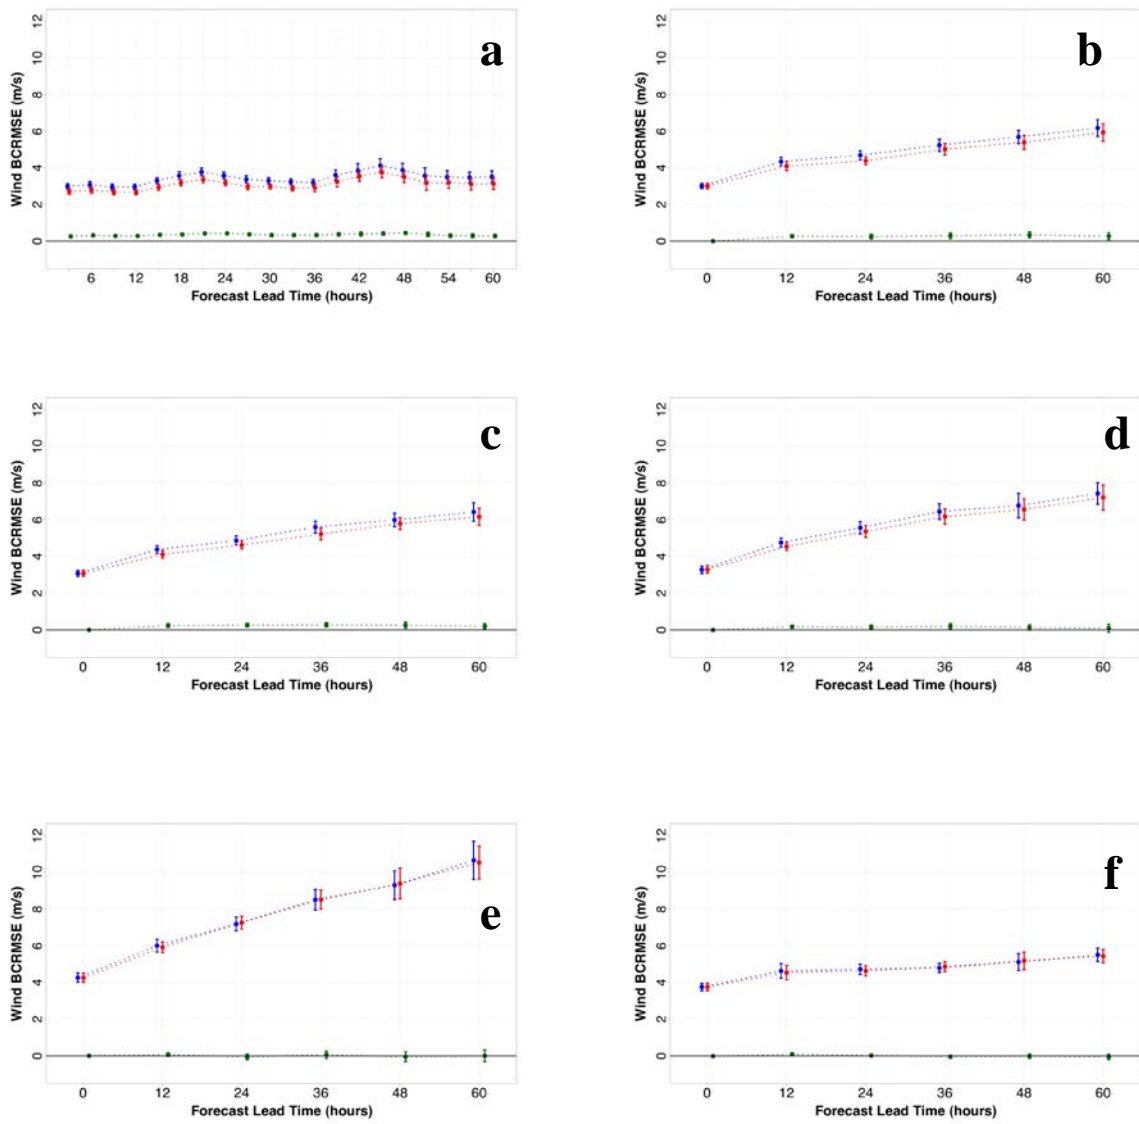 a
Wind BCRMSE (m/s)
0 2 4 6 8 10 12
6 12 18 24 30 36 42 48 54 60
Forecast Lead Time (hours)
b
Wind BCRMSE (m/s)
0 2 4 6 8 10 12
0 12 24 36 48 60
Forecast Lead Time (hours)
c
Wind BCRMSE (m/s)
0 2 4 6 8 10 12
0 12 24 36 48 60
Forecast Lead Time (hours)
d
Wind BCRMSE (m/s)
0 2 4 6 8 10 12
0 12 24 36 48 60
Forecast Lead Time (hours)
e
Wind BCRMSE (m/s)
0 2 4 6 8 10 12
0 12 24 36 48 60
Forecast Lead Time (hours)
f
Wind BCRMSE (m/s)
0 2 4 6 8 10 12
0 12 24 36 48 60
Forecast Lead Time (hours)